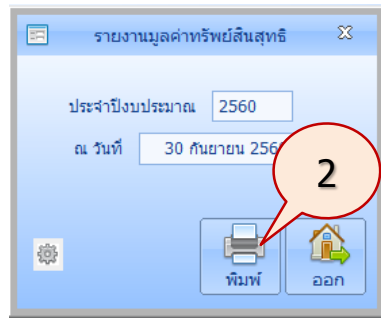 รายงานมูลค่าทรัพย์สินสุทธิ
ประจำปีงบประมาณ 2560
ณ วันที่ 30 กันยายน 256
2
พิมพ์ ออก